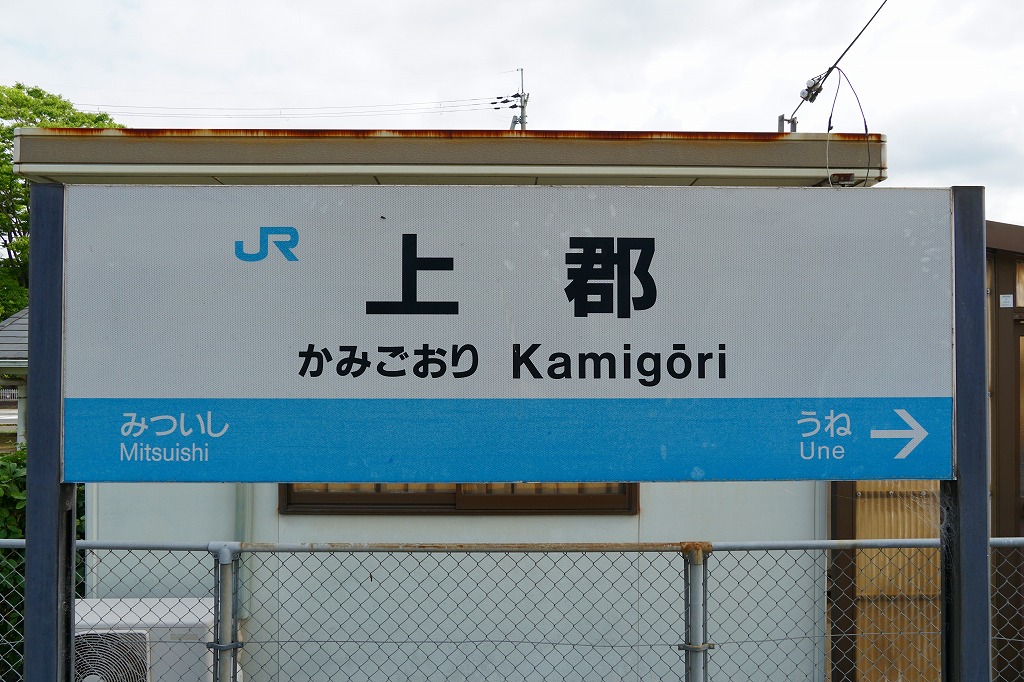 JR
上郡
かみごおり Kamigōri
みついし
Mitsuishi
うね →
Une